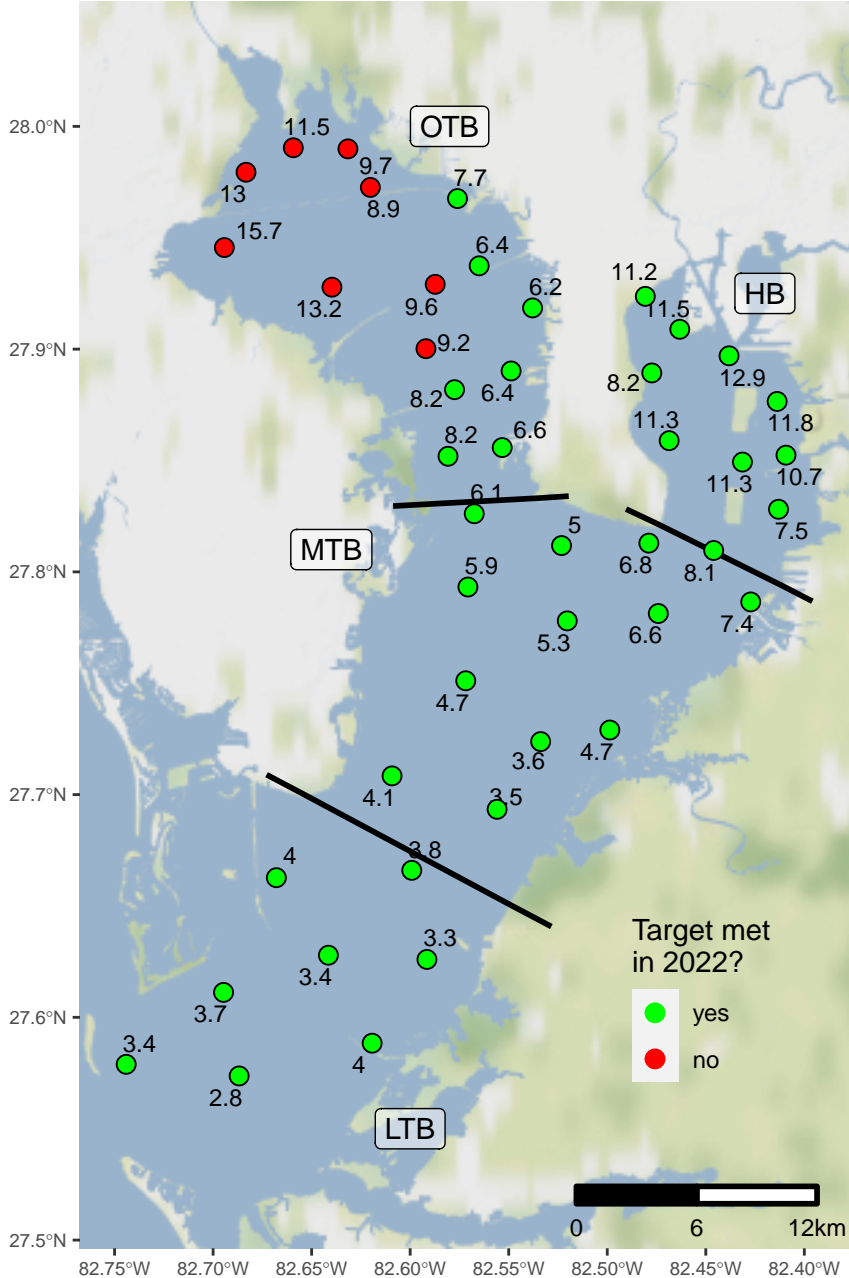 28.0°N
27.9°N
27.8°N
27.7°N
27.6°N
27.5°N
OTB
11.5
9.7
13
8.9
7.7
15.7
6.4
13.2
9.6
6.2
9.2
8.2
6.4
8.2
6.6
HB
11.2
11.5
8.2
12.9
11.3
11.8
11.3
10.7
7.5
6.1
MTB
5
6.8
8.1
5.9
7.4
5.3
6.6
4.7
3.6
4.7
4.1
3.5
3.8
4
3.4
3.3
3.7
3.4
4
2.8
LTB
Target met
in 2022?
yes
no
0 6 12km
82.75°W 82.70°W 82.65°W 82.60°W 82.55°W 82.50°W 82.45°W 82.40°W